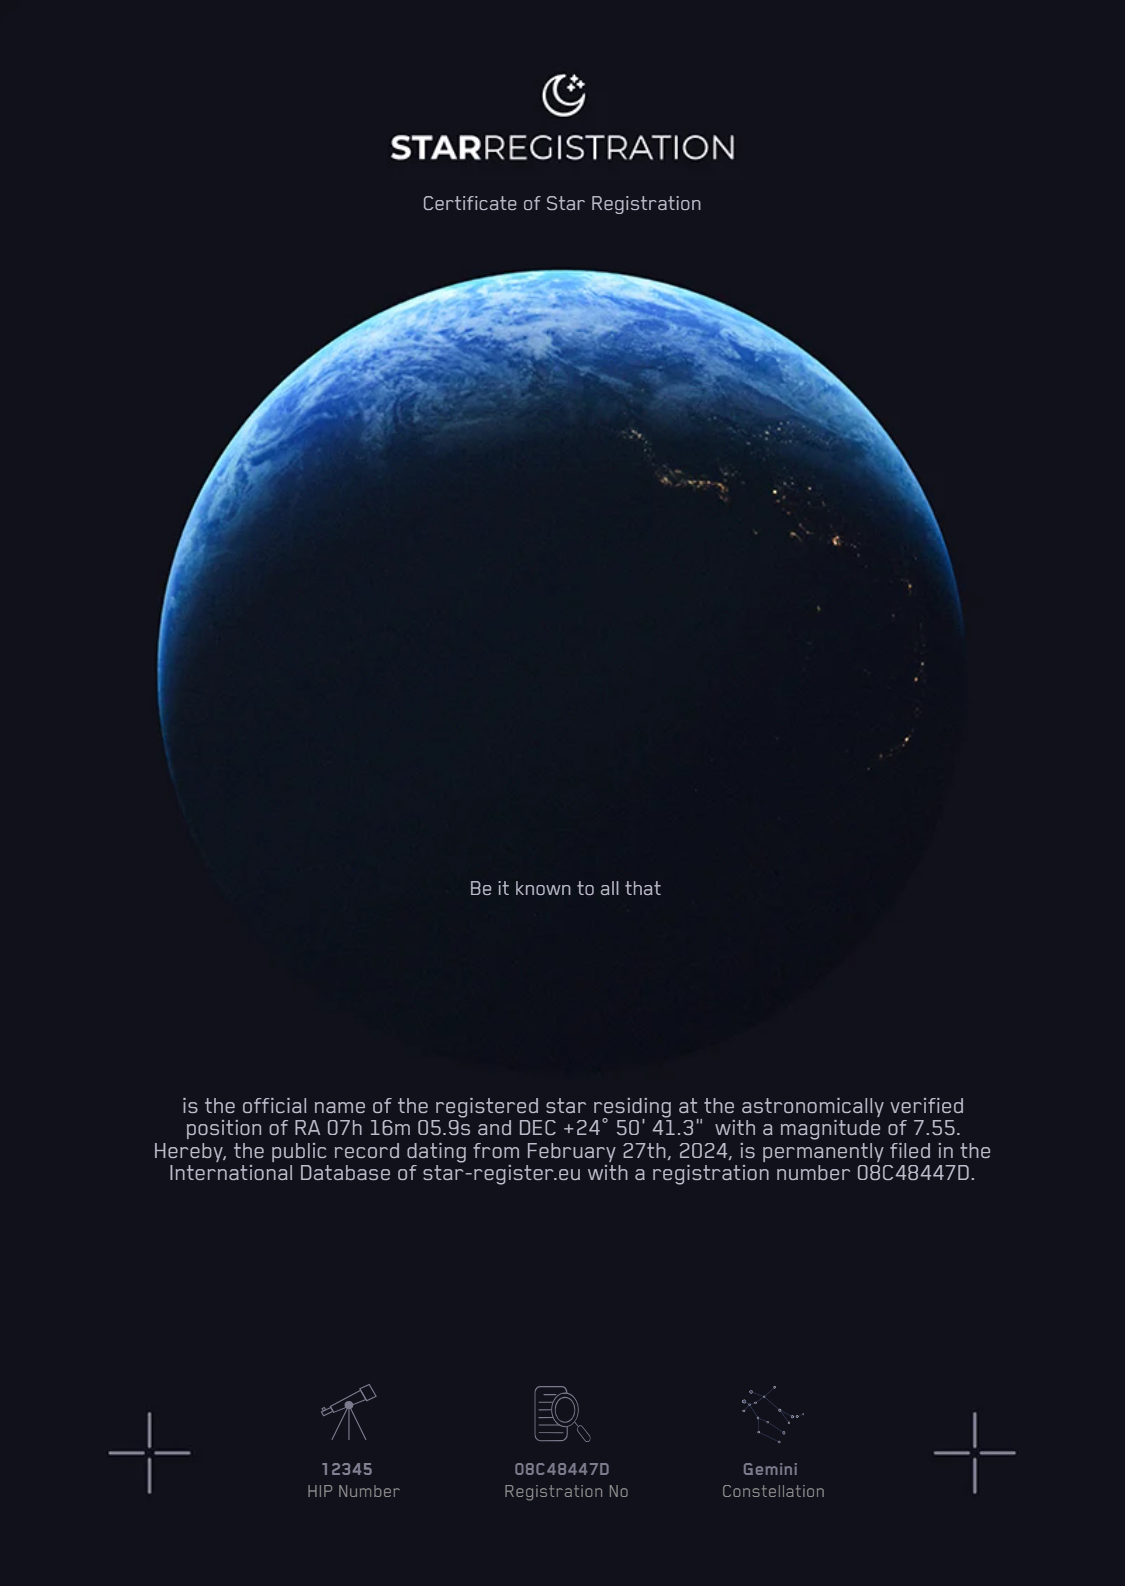 STARREGISTRATION
Certificate of Star Registration
Be it known to all that
is the official name of the registered star residing at the astronomically verified
position of RA 07h 16m 05.9s and DEC +24° 50' 41.3" with a magnitude of 7.55.
Hereby, the public record dating from February 27th, 2024, is permanently filed in the
International Database of star-register.eu with a registration number 08C48447D.
12345
HIP Number
08C48447D
Registration No
Gemini
Constellation